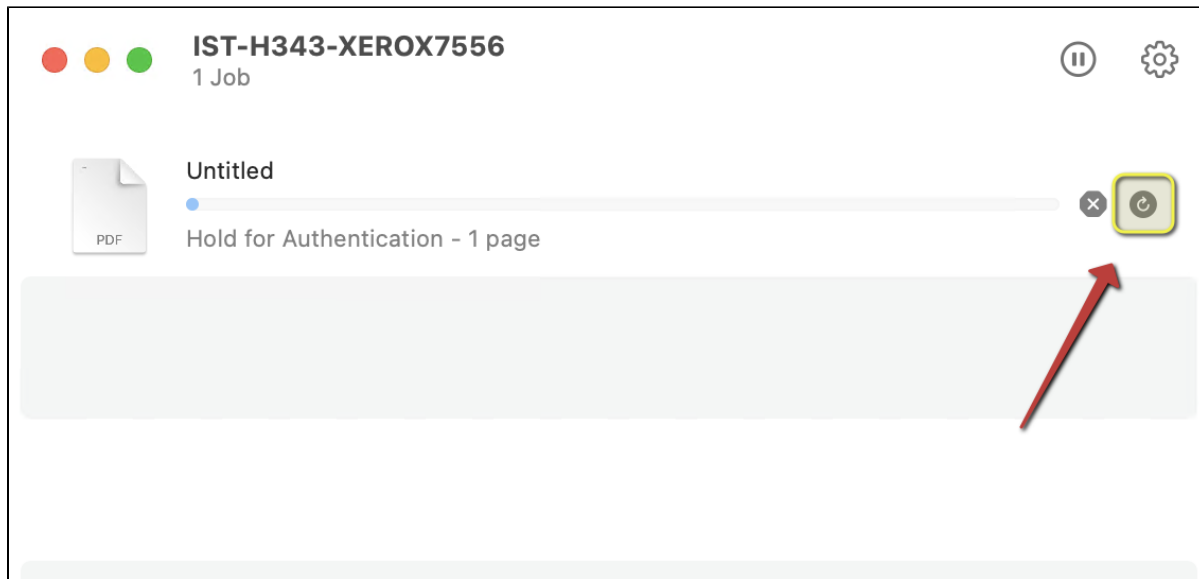 IST-H343-XEROX7556
1 Job
Untitled
PDF
Hold for Authentication - 1 page